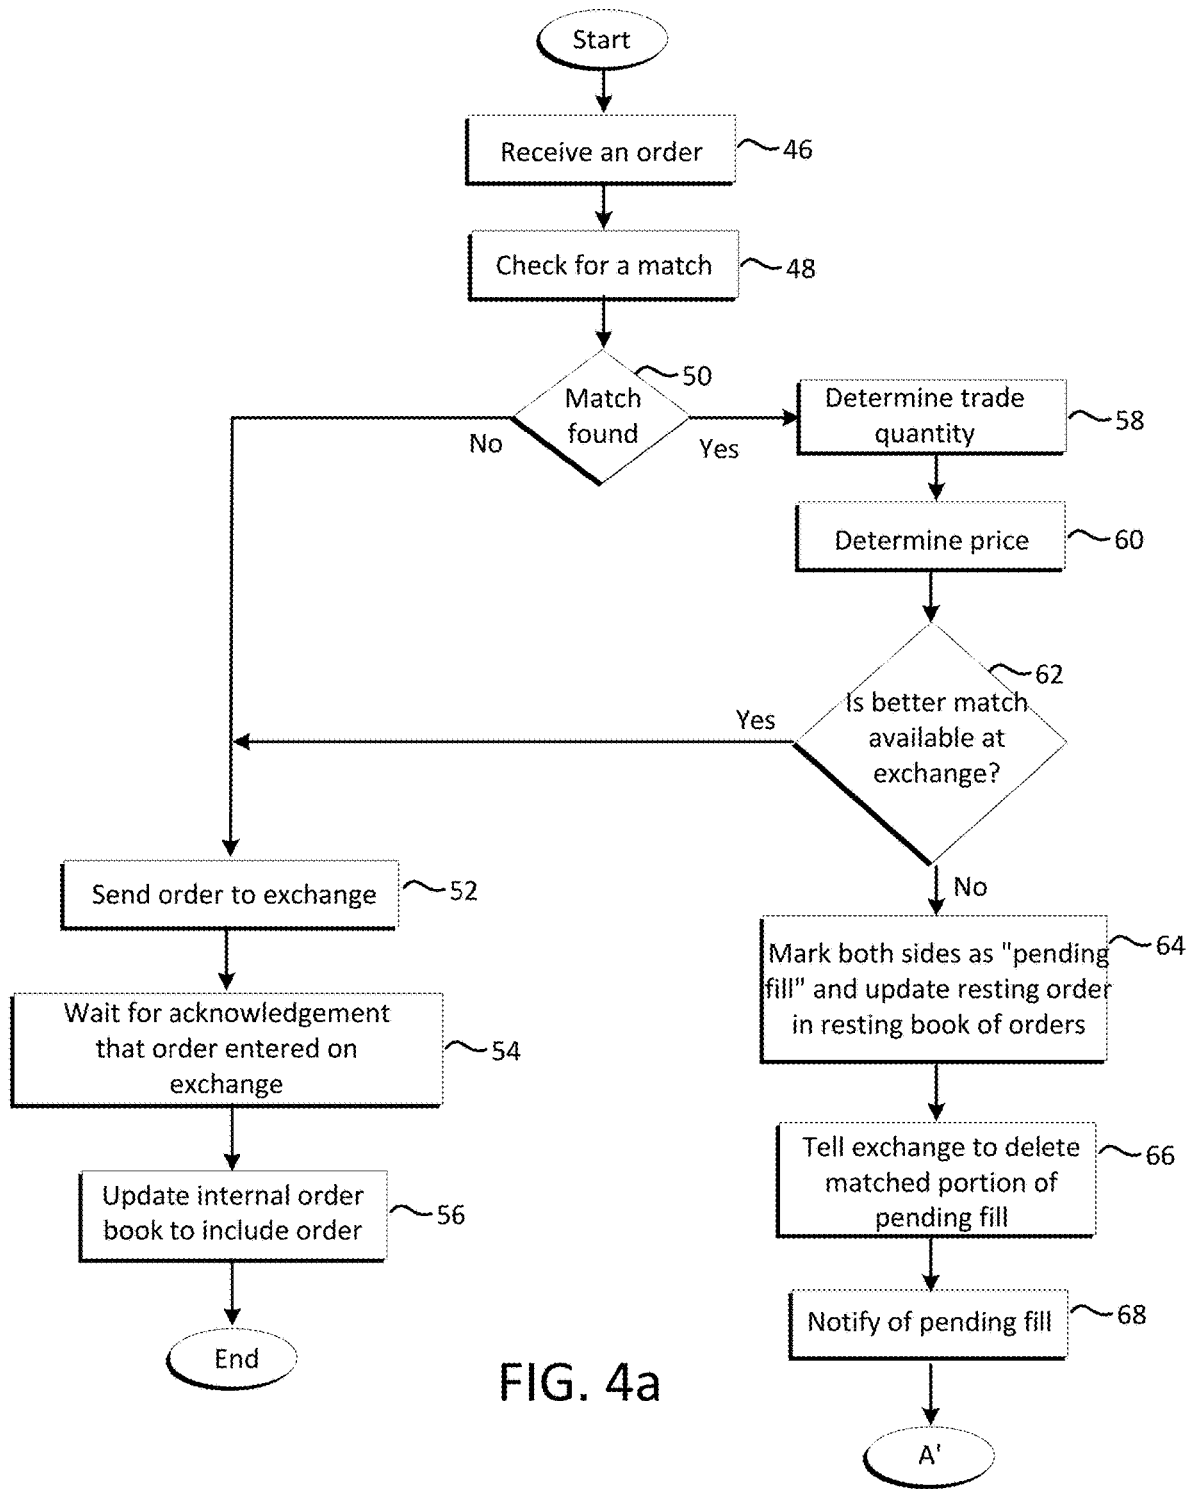 Start
Receive an order
46
Check for a match
48
50
Match
found
No
Yes
Determine trade
quantity
58
Determine price
60
62
Is better match
available at
exchange?
Yes
No
Send order to exchange
52
Wait for acknowledgement
that order entered on
exchange
54
Update internal order
book to include order
56
End
Mark both sides as "pending
fill" and update resting order
in resting book of orders
64
Tell exchange to delete
matched portion of
pending fill
66
Notify of pending fill
68
A'
FIG. 4a